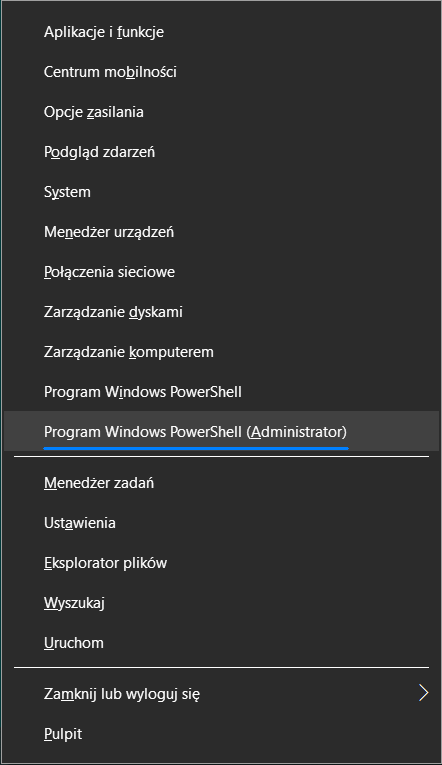 Aplikacje i funkcje
Centrum mobilności
Opcje zasilania
Podgląd zdarzeń
System
Menedżer urządzeń
Połączenia sieciowe
Zarządzanie dyskami
Zarządzanie komputerem
Program Windows PowerShell
Program Windows PowerShell (Administrator)
Menedżer zadań
Ustawienia
Eksplorator plików
Wyszukaj
Uruchom
Zamknij lub wyloguj się
Pulpit